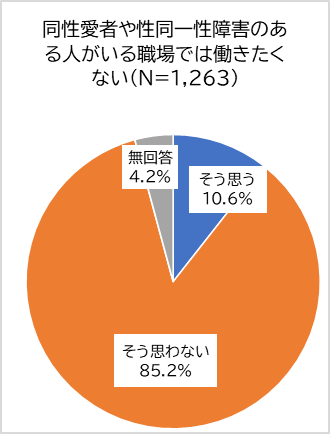 同性愛者や性同一性障害のあ
る人がいる職場では働きたく
ない(N=1,263)
無回答
4.2%
そう思う
10.6%
そう思わない
85.2%